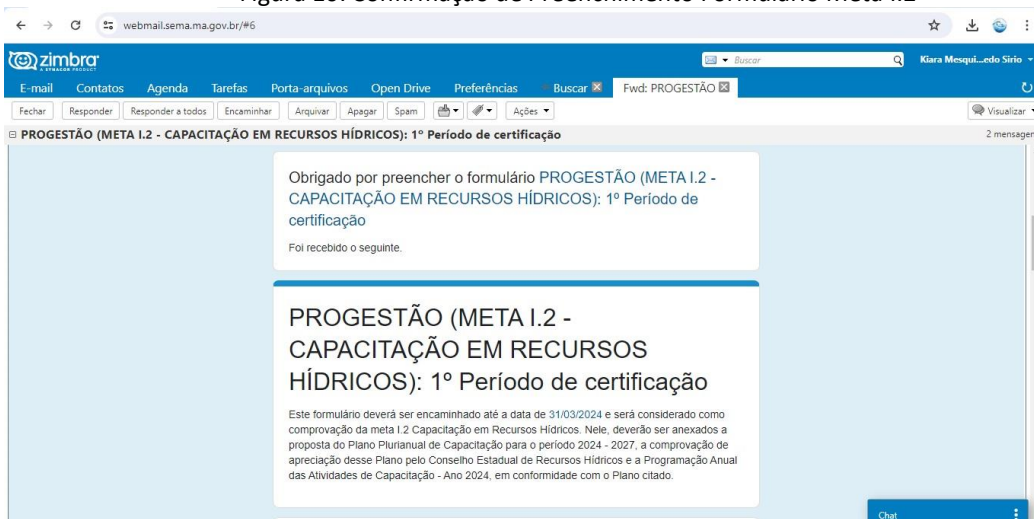 webmail.sema.ma.gov.br/#6
zimbra
A SYNACOR PRODUCT
Buscar
Kiara Mesqui...edo Sirio
E-mail Contatos Agenda Tarefas Porta-arquivos Open Drive Preferências Buscar Fwd: PROGESTÃO
Fechar Responder Responder a todos Encaminhar Arquivar Apagar Spam Ações Visualizar
PROGESTÃO (META I.2 - CAPACITAÇÃO EM RECURSOS HÍDRICOS): 1º Período de certificação 2 mensagen
Obrigado por preencher o formulário PROGESTÃO (META I.2 -
CAPACITAÇÃO EM RECURSOS HÍDRICOS): 1º Período de
certificação
Foi recebido o seguinte.
PROGESTÃO (META I.2 -
CAPACITAÇÃO EM RECURSOS
HÍDRICOS): 1º Período de certificação
Este formulário deverá ser encaminhado até a data de 31/03/2024 e será considerado como
comprovação da meta I.2 Capacitação em Recursos Hídricos. Nele, deverão ser anexados a
proposta do Plano Plurianual de Capacitação para o período 2024 - 2027, a comprovação de
apreciação desse Plano pelo Conselho Estadual de Recursos Hídricos e a Programação Anual
das Atividades de Capacitação - Ano 2024, em conformidade com o Plano citado.
Chat